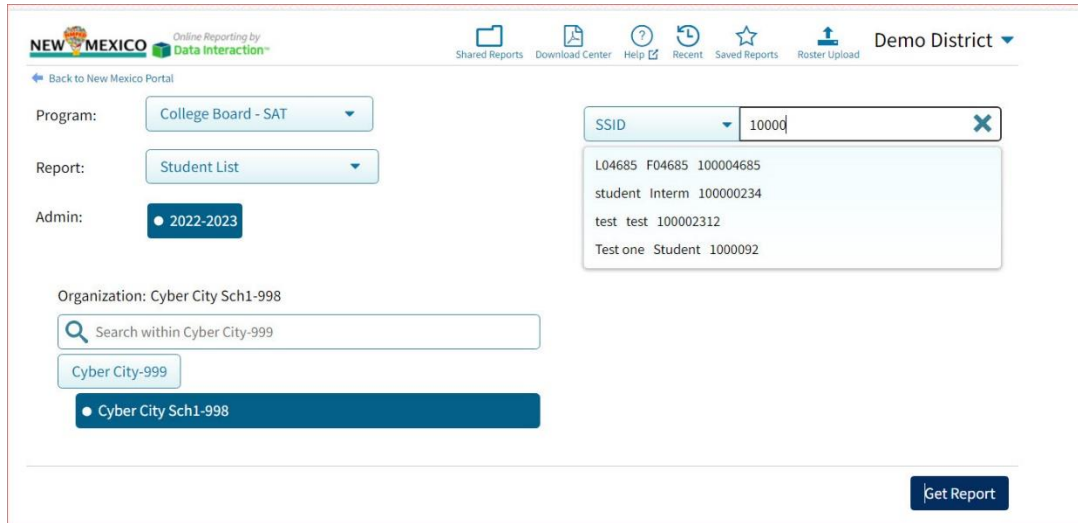 NEW MEXICO
Online Reporting by
Data Interaction™
Shared Reports
Download Center
Help
Recent
Saved Reports
Roster Upload
Demo District
Back to New Mexico Portal
Program:
College Board - SAT
SSID
10000
Report:
Student List
L04685 F04685 100004685
student Interm 100000234
test test 100002312
Test one Student 1000092
Admin:
2022-2023
Organization: Cyber City Sch1-998
Search within Cyber City-999
Cyber City-999
Cyber City Sch1-998
Get Report